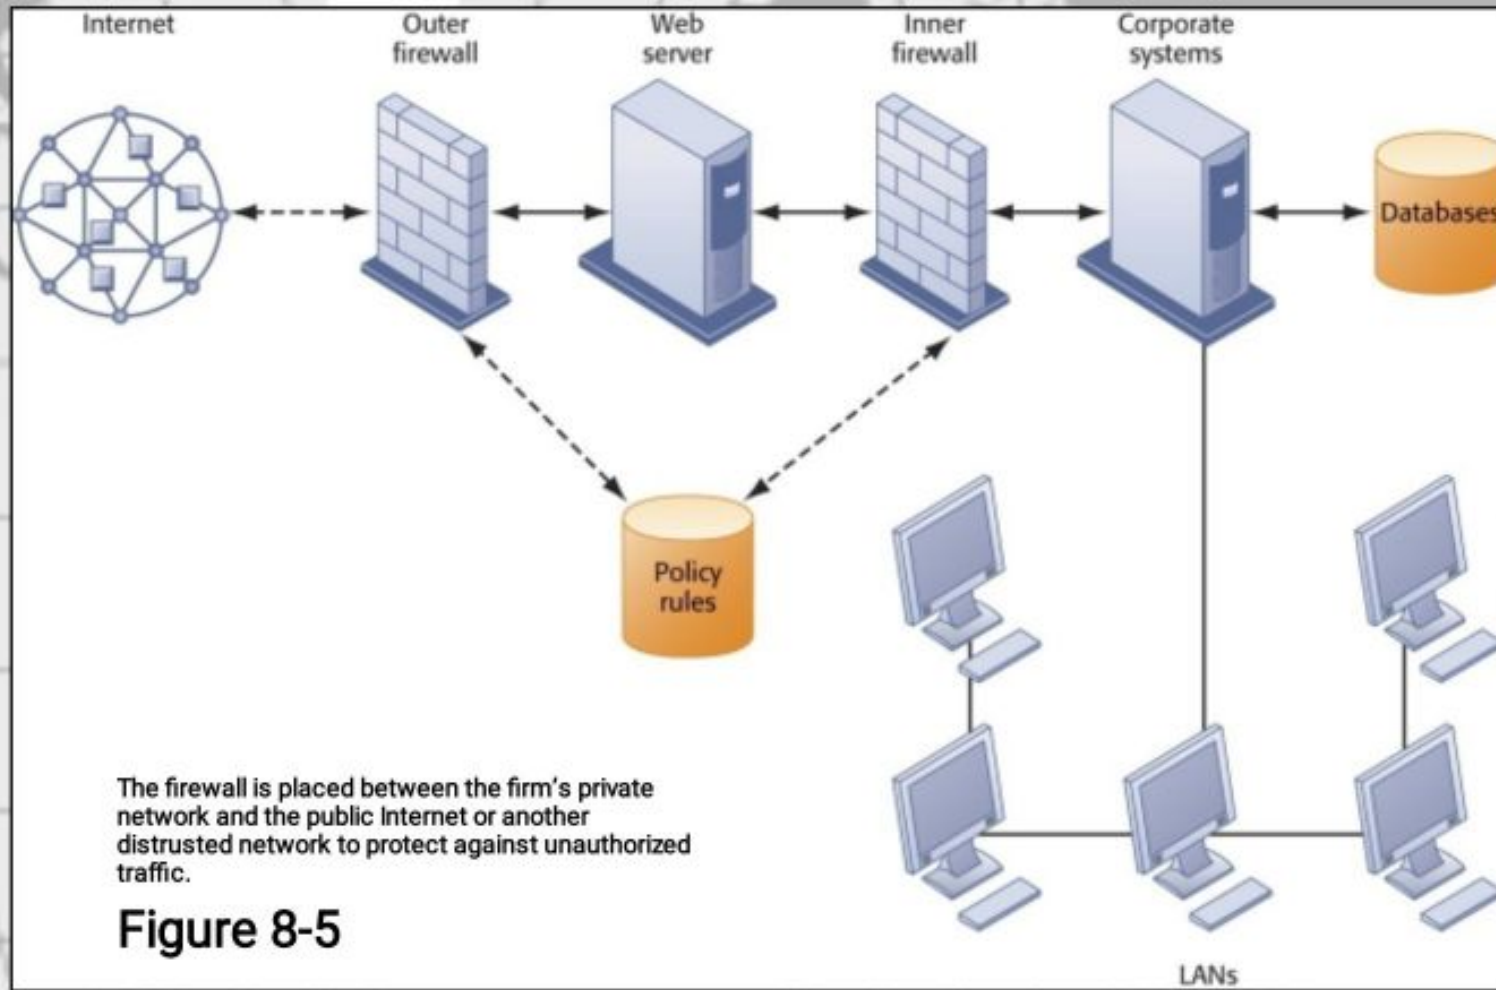 Internet
Outer
firewall
Web
server
Inner
firewall
Corporate
systems
Databases
Policy
rules
The firewall is placed between the firm's private
network and the public Internet or another
distrusted network to protect against unauthorized
traffic.
Figure 8-5
LANs